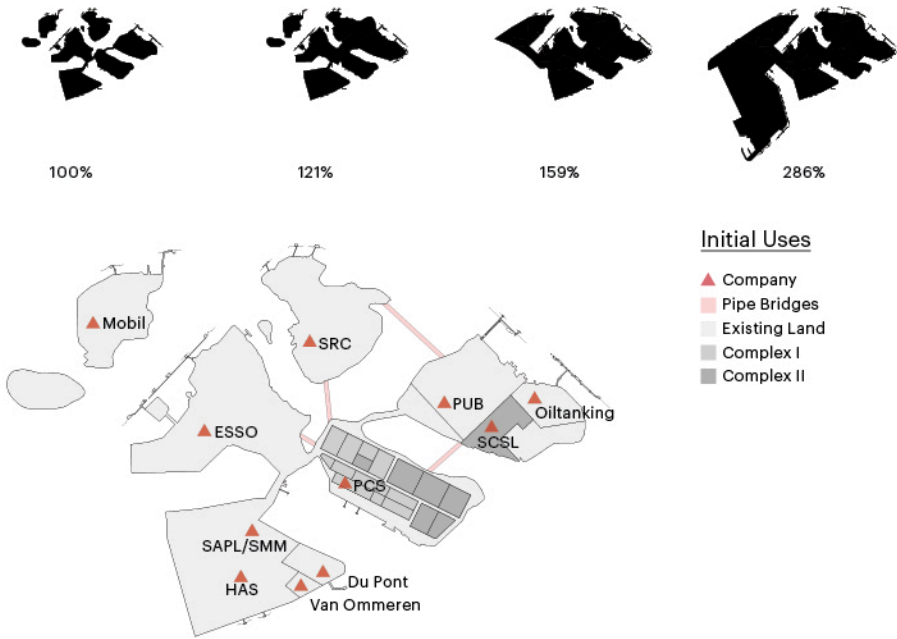 100%
121%
159%
286%
Initial Uses
Company
Pipe Bridges
Existing Land
Complex I
Complex II
Mobil
SRC
ESSO
PUB
Oiltanking
SCSL
PCS
SAPL/SMM
HAS
Du Pont
Van Ommeren